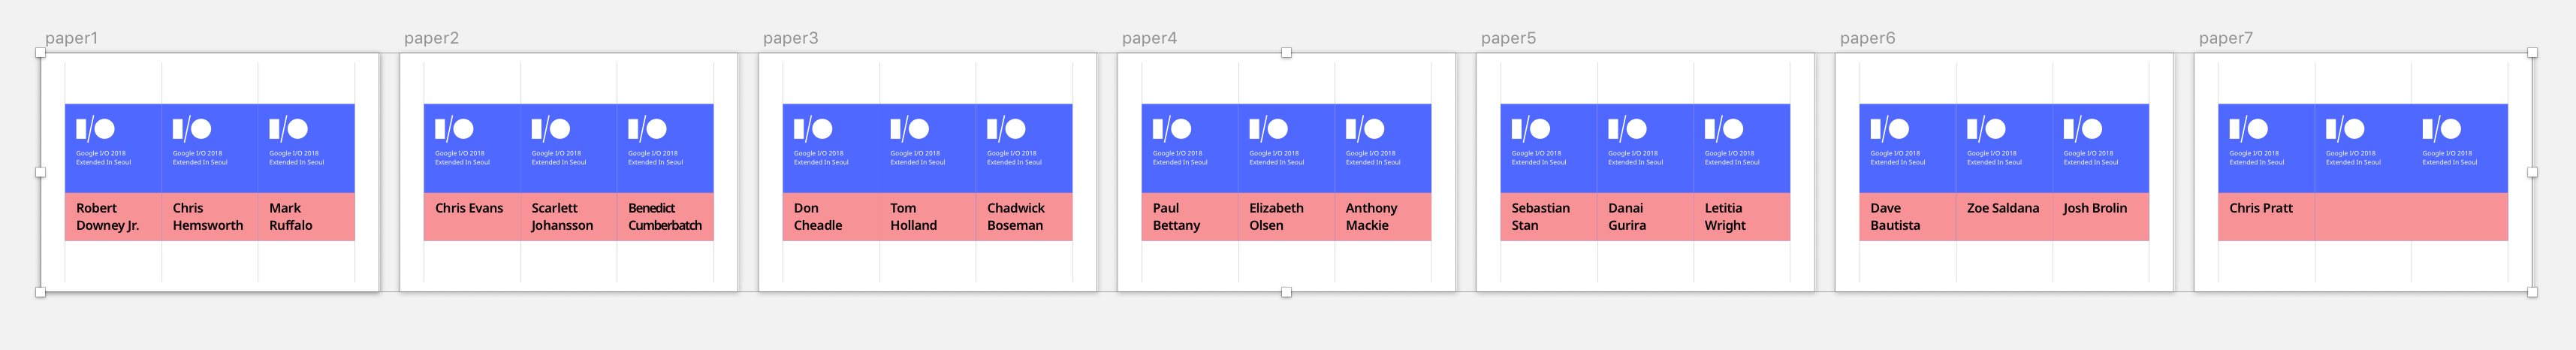 paper1
Google I/O 2018
Extended In Seoul
Google I/O 2018
Extended In Seoul
Google I/O 2018
Extended In Seoul
Robert
Downey Jr.
Chris
Hemsworth
Mark
Ruffalo
paper2
Google I/O 2018
Extended In Seoul
Google I/O 2018
Extended In Seoul
Google I/O 2018
Extended In Seoul
Chris Evans
Scarlett
Johansson
Benedict
Cumberbatch
paper3
Google I/O 2018
Extended In Seoul
Google I/O 2018
Extended In Seoul
Google I/O 2018
Extended In Seoul
Don
Cheadle
Tom
Holland
Chadwick
Boseman
paper4
Google I/O 2018
Extended In Seoul
Google I/O 2018
Extended In Seoul
Google I/O 2018
Extended In Seoul
Paul
Bettany
Elizabeth
Olsen
Anthony
Mackie
paper5
Google I/O 2018
Extended In Seoul
Google I/O 2018
Extended In Seoul
Google I/O 2018
Extended In Seoul
Sebastian
Stan
Danai
Gurira
Letitia
Wright
paper6
Google I/O 2018
Extended In Seoul
Google I/O 2018
Extended In Seoul
Google I/O 2018
Extended In Seoul
Dave
Bautista
Zoe Saldana
Josh Brolin
paper7
Google I/O 2018
Extended In Seoul
Google I/O 2018
Extended In Seoul
Google I/O 2018
Extended In Seoul
Chris Pratt